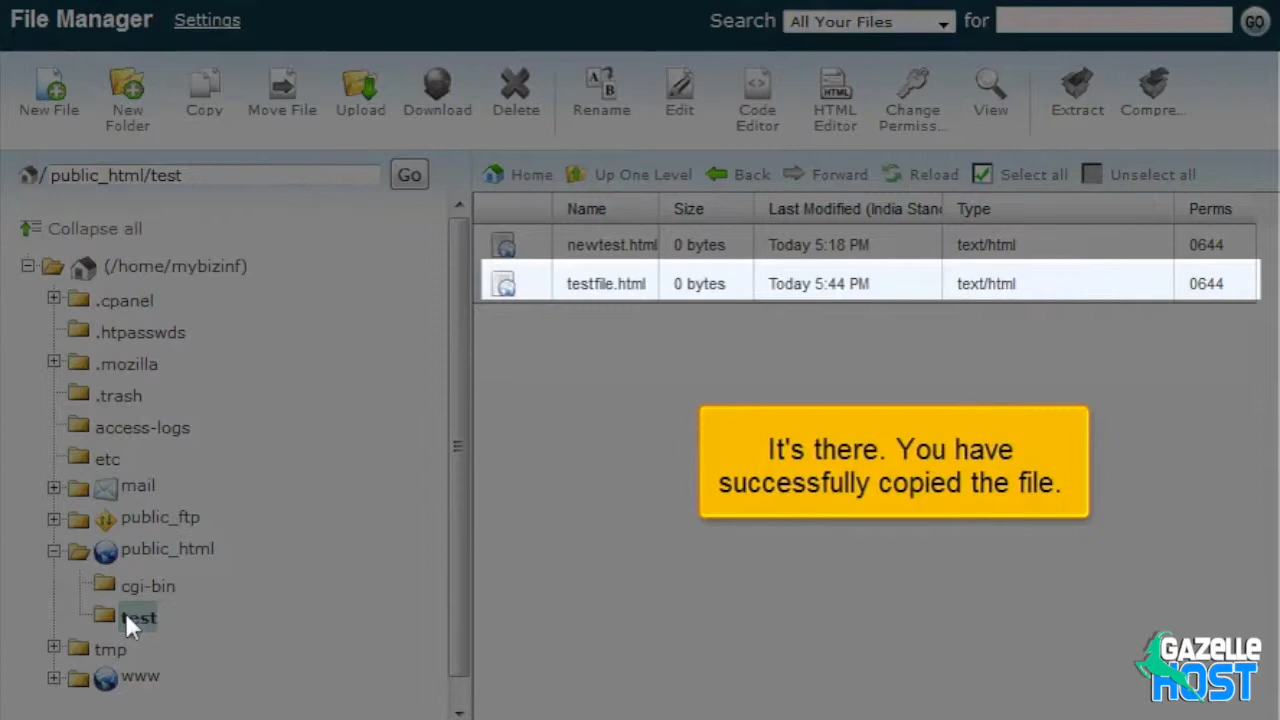 File Manager Settings Search All Your Files for GO
New File New Folder Copy Move File Upload Download Delete Rename Edit Code Editor HTML Editor Change Permiss... View Extract Compre...
/ public_html/test Go
Collapse all
(/home/mybizinf)
.cpanel
.htpasswds
.mozilla
.trash
access-logs
etc
mail
public_ftp
public_html
cgi-bin
test
tmp
www
Home Up One Level Back Forward Reload Select all Unselect all
Name Size Last Modified (India Stan Type Perms
newtest.html 0 bytes Today 5:18 PM text/html 0644
testfile.html 0 bytes Today 5:44 PM text/html 0644
It's there. You have
successfully copied the file.
GAZELLE
HOST